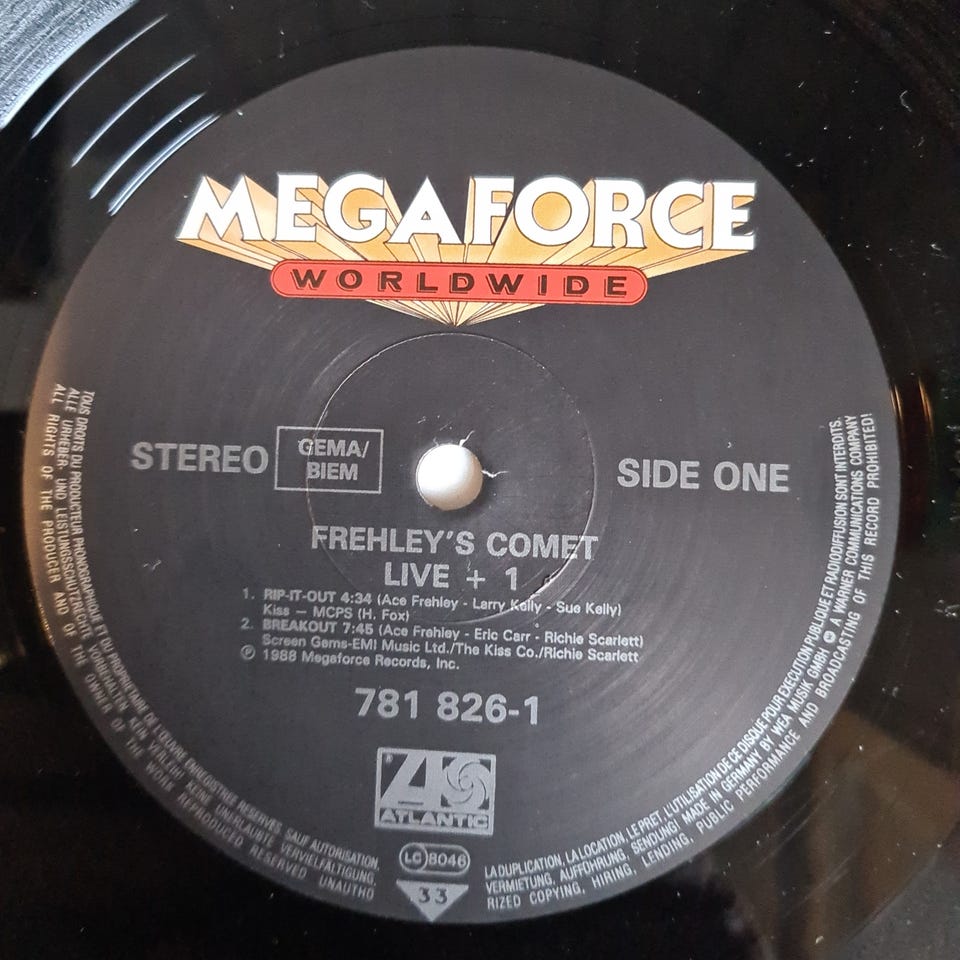 MEGAFORCE
WORLDWIDE
STEREO
GEMA/
BIEM
SIDE ONE
FREHLEY'S COMET
LIVE + 1
1. RIP-IT-OUT 4:34 (Ace Frehley - Larry Kelly - Sue Kelly)
Kiss — MCPS (H. Fox)
2. BREAKOUT 7:45 (Ace Frehley - Eric Carr - Richie Scarlett)
Screen Gems-EMI Music Ltd./The Kiss Co./Richie Scarlett
℗ 1988 Megaforce Records, Inc.
781 826-1
ATLANTIC
LC 8046
33
TOUS DROITS DU PRODUCTEUR PHONOGRAPHIQUE ET DU PROPRIETAIRE DE L'ŒUVRE ENREGISTREE RESERVES. SAUF AUTORISATION,
LA DUPLICATION, LA LOCATION, LE PRET, L'UTILISATION DE CE DISQUE POUR EXECUTION PUBLIQUE ET RADIODIFFUSION SONT INTERDITS.
ALLE URHEBER- UND LEISTUNGSSCHUTZRECHTE VORBEHALTEN. KEIN VERLEIH! KEINE UNERLAUBTE VERVIELFÄLTIGUNG,
VERMIETUNG, AUFFÜHRUNG, SENDUNG! MADE IN GERMANY BY WEA MUSIK GMBH A WARNER COMMUNICATIONS COMPANY
ALL RIGHTS OF THE PRODUCER AND OF THE OWNER OF THE WORK REPRODUCED RESERVED UNAUTHO
RIZED COPYING, HIRING, LENDING, PUBLIC PERFORMANCE AND BROADCASTING OF THIS RECORD PROHIBITED!